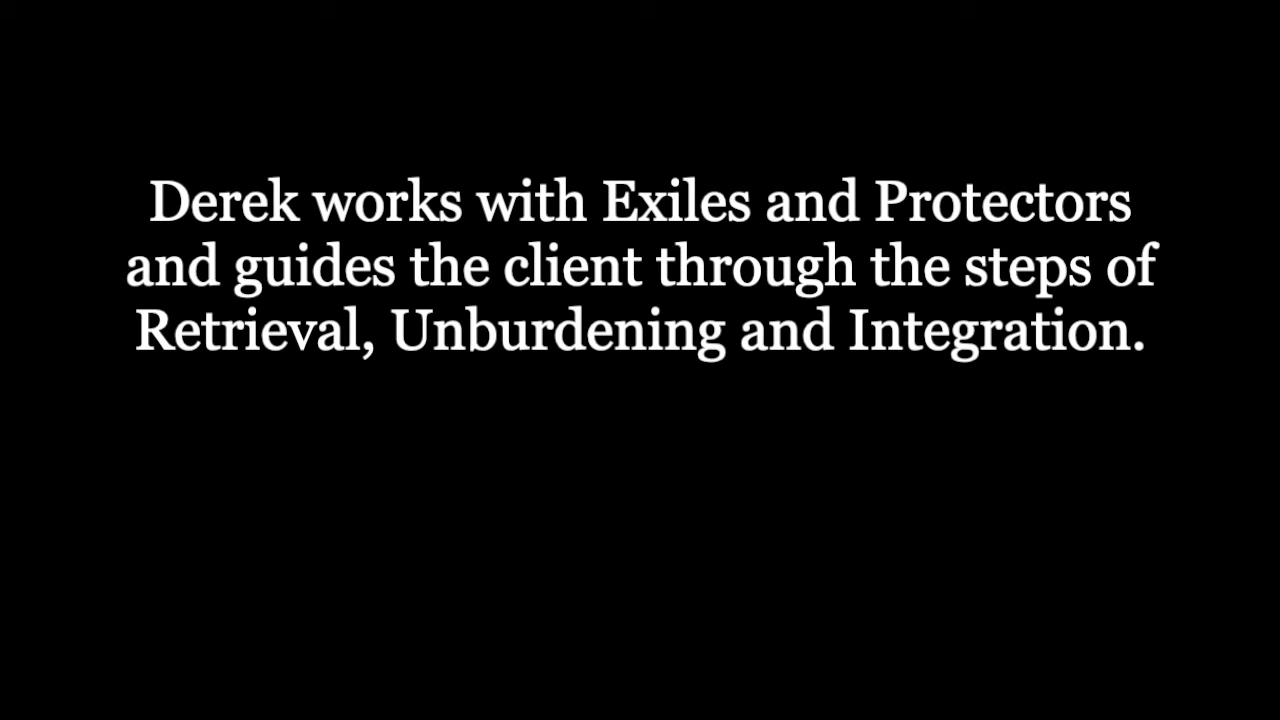 Derek works with Exiles and Protectors
and guides the client through the steps of
Retrieval, Unburdening and Integration.